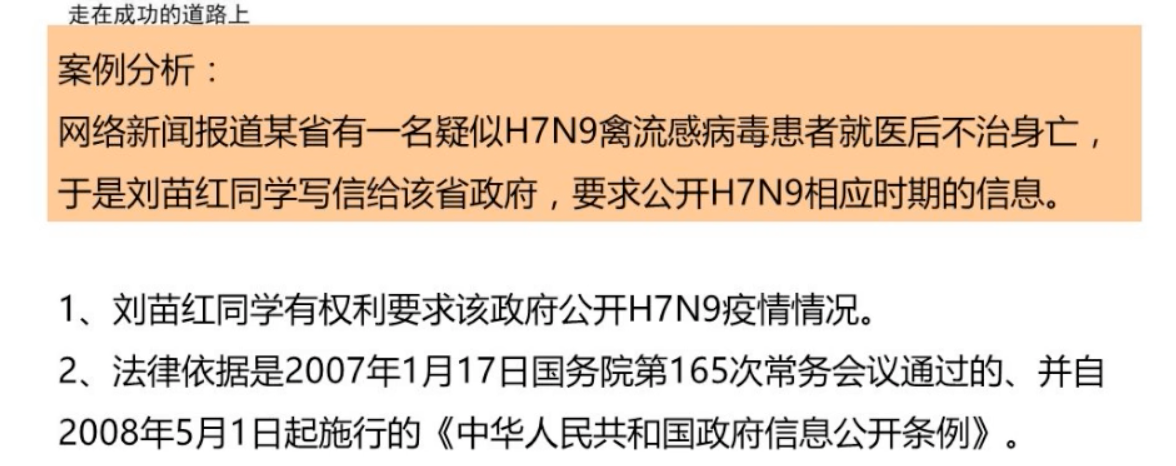 走在成功的道路上
案例分析：
网络新闻报道某省有一名疑似H7N9禽流感病毒患者就医后不治身亡，
于是刘苗红同学写信给该省政府，要求公开H7N9相应时期的信息。
1、刘苗红同学有权利要求该政府公开H7N9疫情情况。
2、法律依据是2007年1月17日国务院第165次常务会议通过的、并自
2008年5月1日起施行的《中华人民共和国政府信息公开条例》。